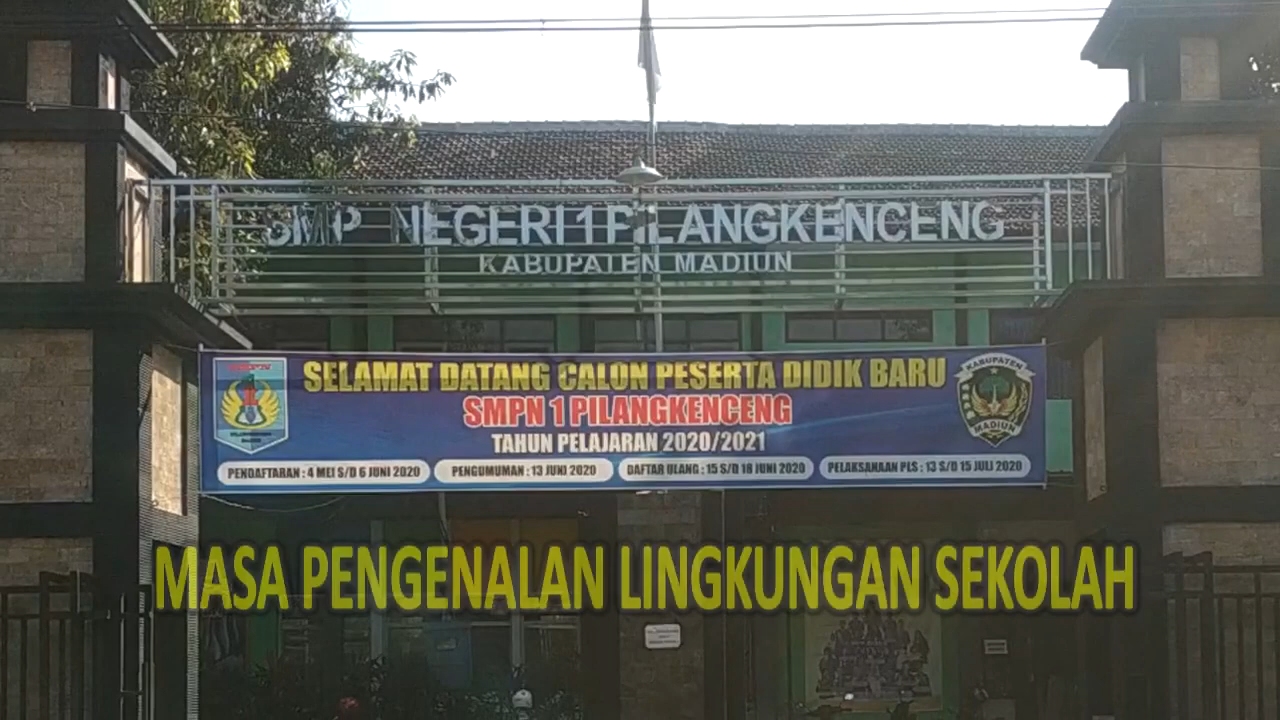 SMP NEGERI 1 PILANGKENCENG
KABUPATEN MADIUN
SELAMAT DATANG CALON PESERTA DIDIK BARU
SMPN 1 PILANGKENCENG
TAHUN PELAJARAN 2020/2021
PENDAFTARAN : 4 MEI S/D 6 JUNI 2020
PENGUMUMAN : 13 JUNI 2020
DAFTAR ULANG : 15 S/D 18 JUNI 2020
PELAKSANAAN PLS : 13 S/D 15 JULI 2020
KABUPATEN
MADIUN
MASA PENGENALAN LINGKUNGAN SEKOLAH